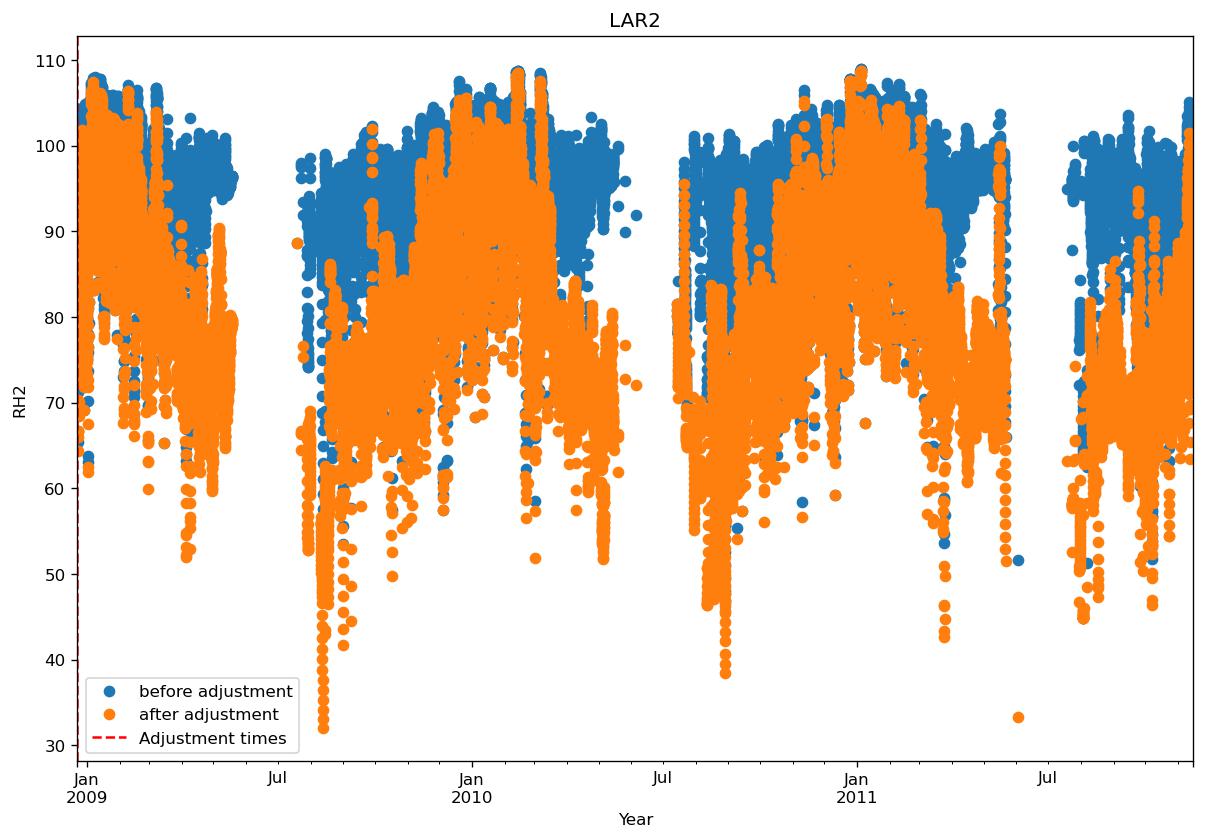 LAR2
110
100
90
80
70
60
50
40
30
RH2
before adjustment
after adjustment
Adjustment times
Jan Jul Jan Jul Jan Jul
2009 2010 2011
Year